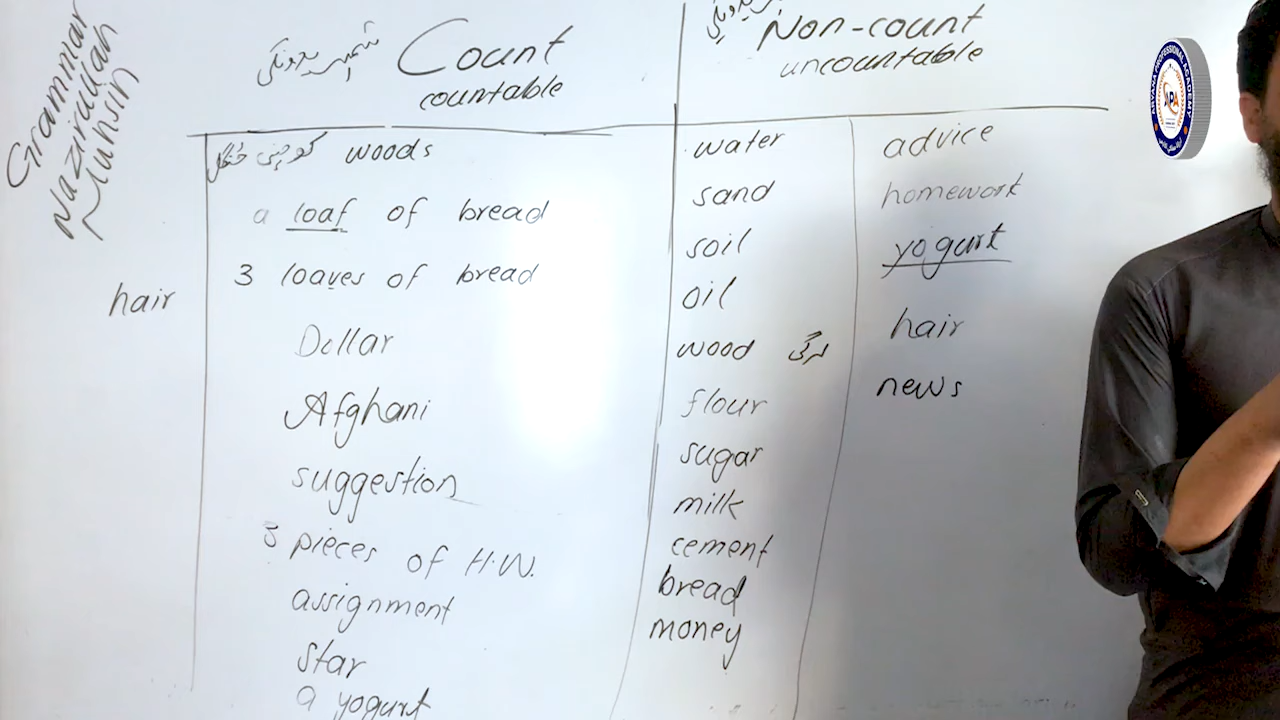 Grammar
Nazirullah
Muhsin
Count
countable
Non-count
uncountable
woods
a loaf of bread
3 loaves of bread
hair
Dollar
Afghani
suggestion
3 pieces of H.W.
assignment
star
a yogurt
water
sand
soil
oil
wood لرګی
flour
sugar
milk
cement
bread
money
advice
homework
yogurt
hair
news